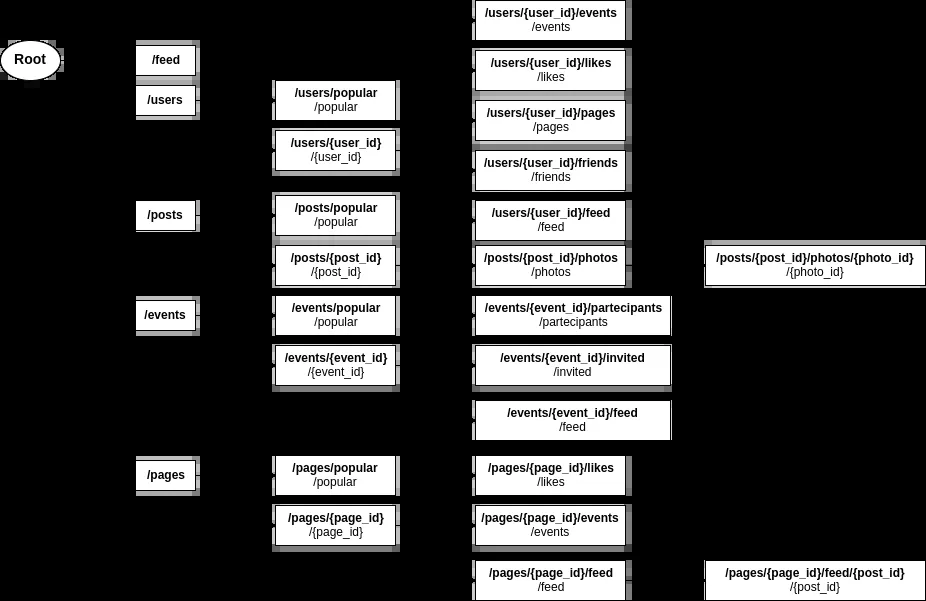 Root
/feed
/users
/users/popular
/popular
/users/{user_id}
/{user_id}
/users/{user_id}/events
/events
/users/{user_id}/likes
/likes
/users/{user_id}/pages
/pages
/users/{user_id}/friends
/friends
/users/{user_id}/feed
/feed
/posts
/posts/popular
/popular
/posts/{post_id}
/{post_id}
/posts/{post_id}/photos
/photos
/posts/{post_id}/photos/{photo_id}
/{photo_id}
/events
/events/popular
/popular
/events/{event_id}
/{event_id}
/events/{event_id}/partecipants
/partecipants
/events/{event_id}/invited
/invited
/events/{event_id}/feed
/feed
/pages
/pages/popular
/popular
/pages/{page_id}
/{page_id}
/pages/{page_id}/likes
/likes
/pages/{page_id}/events
/events
/pages/{page_id}/feed
/feed
/pages/{page_id}/feed/{post_id}
/{post_id}